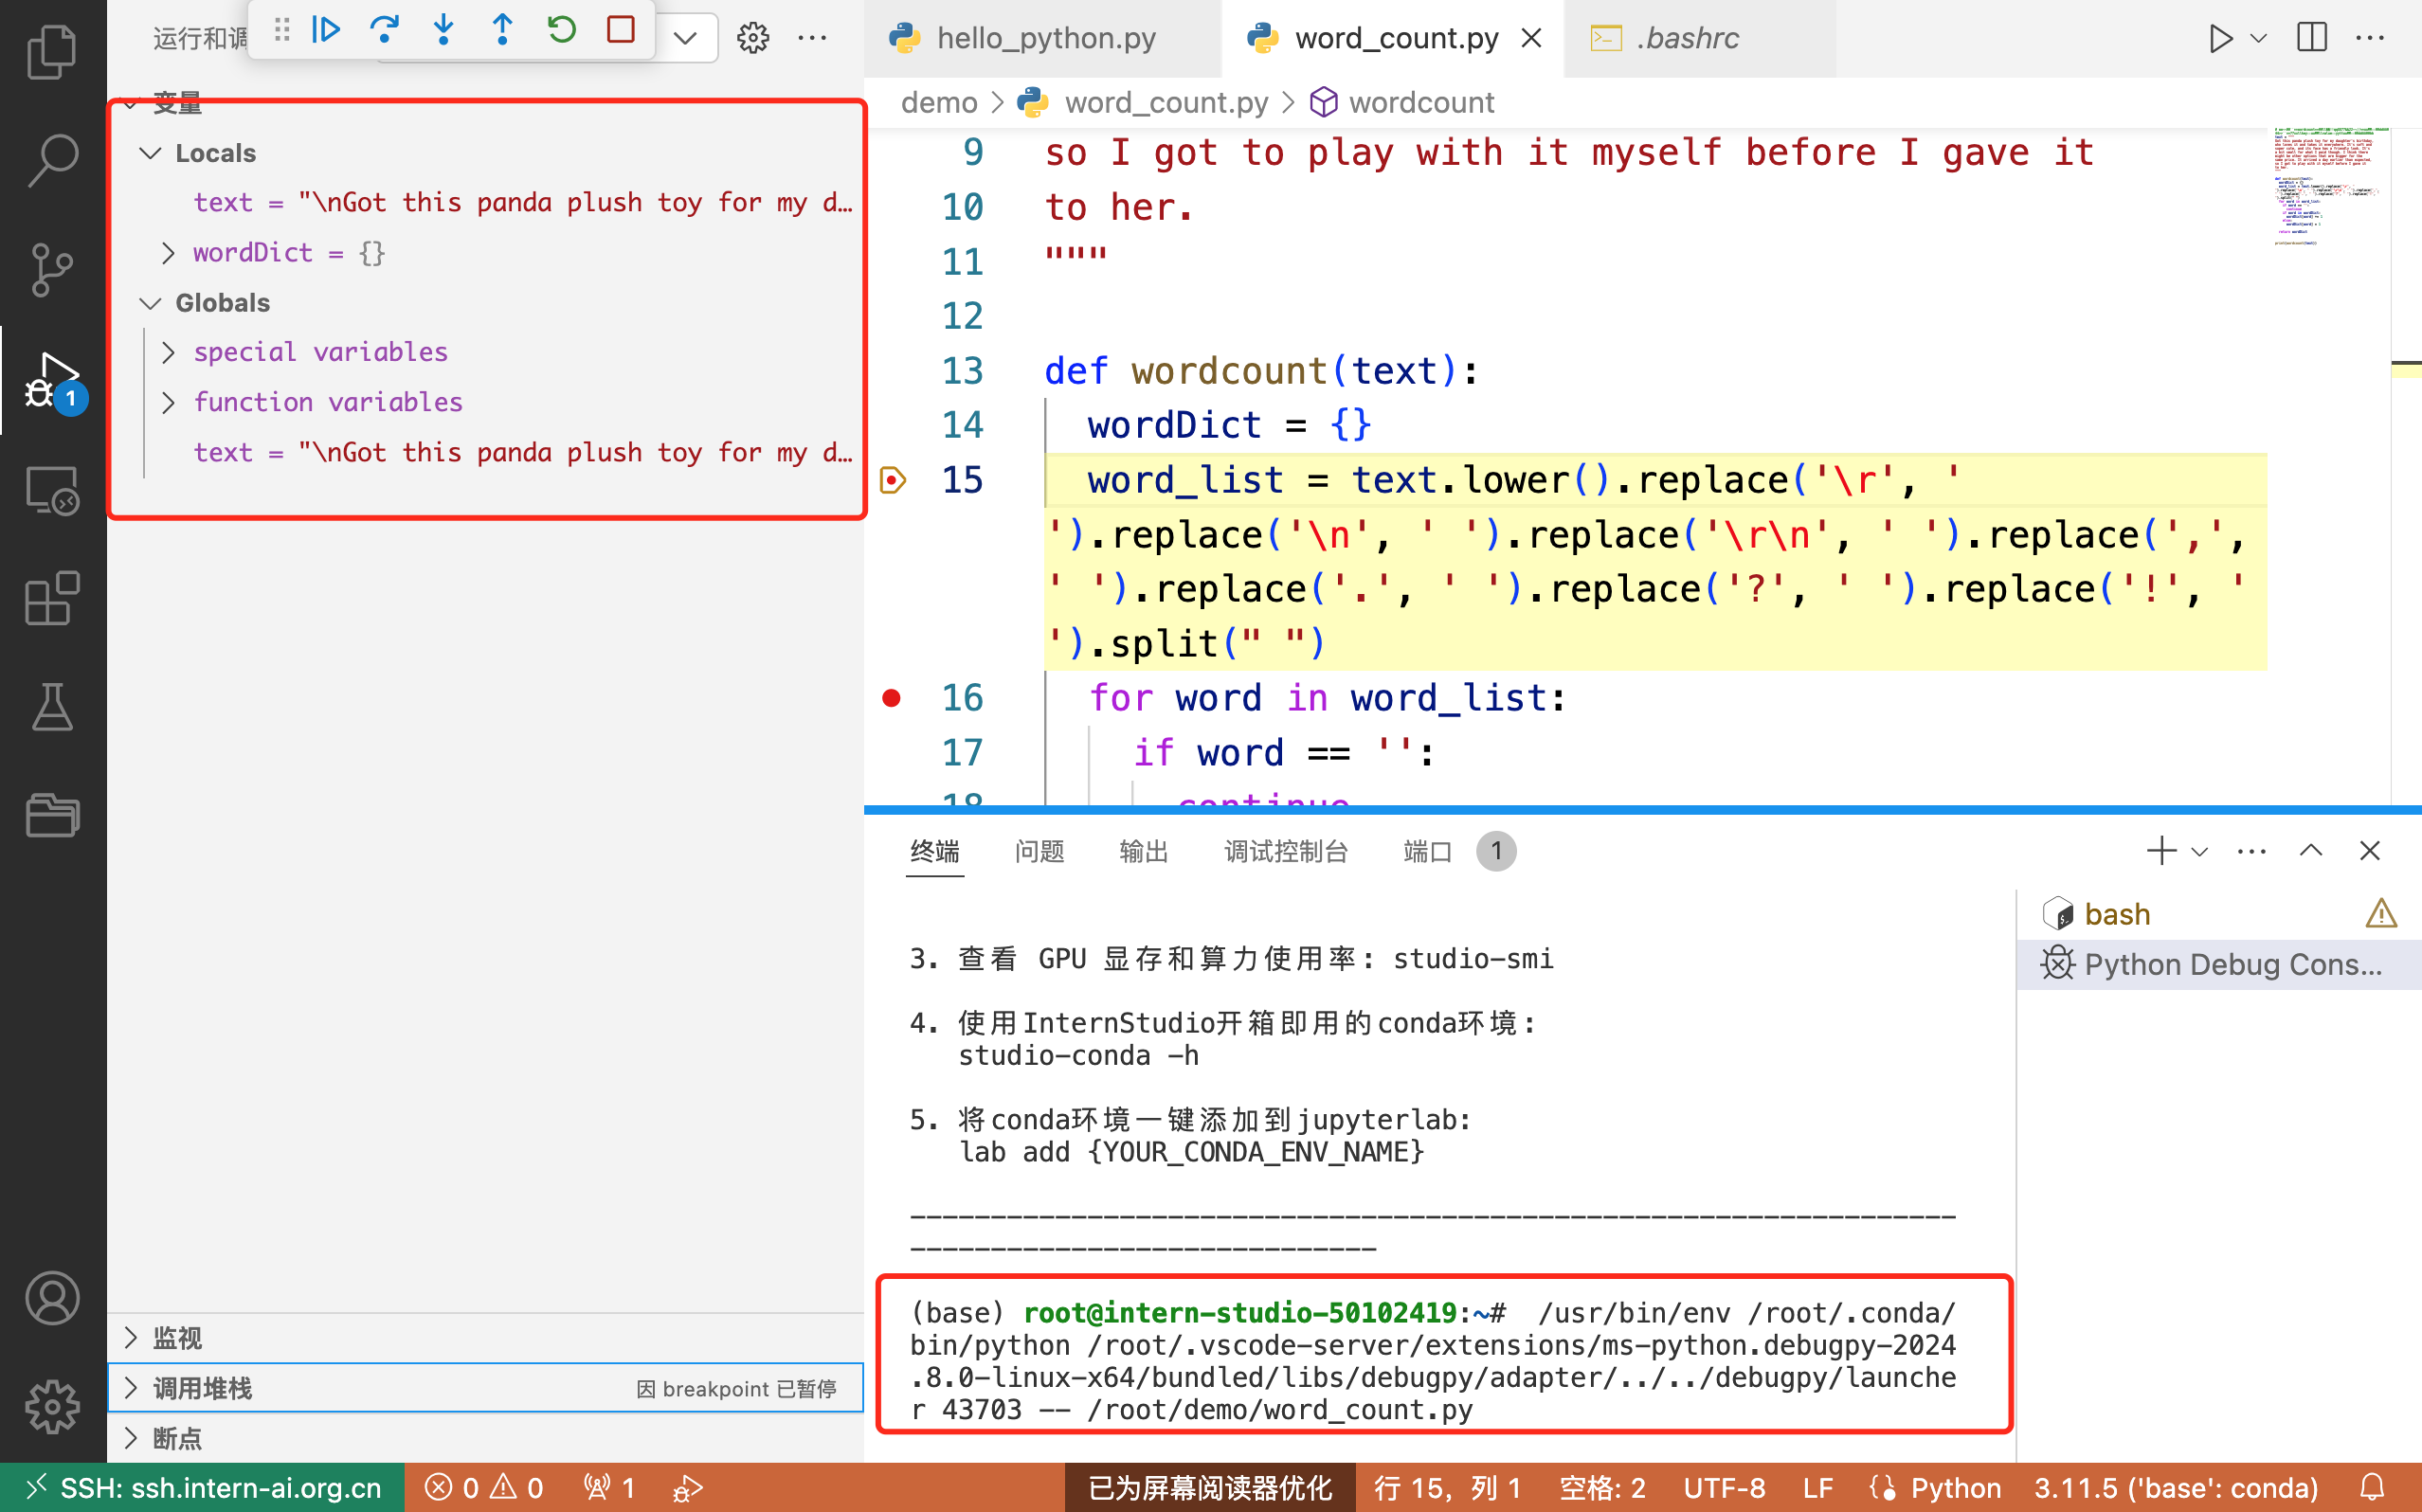 运行和调
hello_python.py
word_count.py
.bashrc
变量
Locals
text = "\nGot this panda plush toy for my d…
wordDict = {}
Globals
special variables
function variables
text = "\nGot this panda plush toy for my d…
1
demo > word_count.py > wordcount
9 so I got to play with it myself before I gave it
10 to her.
11 """
12
13 def wordcount(text):
14 wordDict = {}
15 word_list = text.lower().replace('\r', '
').replace('\n', ' ').replace('\r\n', ' ').replace(',',
' ').replace('.', ' ').replace('?', ' ').replace('!', '
').split(" ")
16 for word in word_list:
17 if word == '':
18 continue
终端 问题 输出 调试控制台 端口 1
bash
Python Debug Cons...
3. 查看 GPU 显存和算力使用率: studio-smi
4. 使用InternStudio开箱即用的conda环境:
studio-conda -h
5. 将conda环境一键添加到jupyterlab:
lab add {YOUR_CONDA_ENV_NAME}
-----------------------------------------------------------------
-----------------------------
(base) root@intern-studio-50102419:~# /usr/bin/env /root/.conda/
bin/python /root/.vscode-server/extensions/ms-python.debugpy-2024
.8.0-linux-x64/bundled/libs/debugpy/adapter/../../debugpy/launche
r 43703 -- /root/demo/word_count.py
监视
调用堆栈 因 breakpoint 已暂停
断点
SSH: ssh.intern-ai.org.cn 0 0 1 已为屏幕阅读器优化 行 15, 列 1 空格: 2 UTF-8 LF Python 3.11.5 ('base': conda)